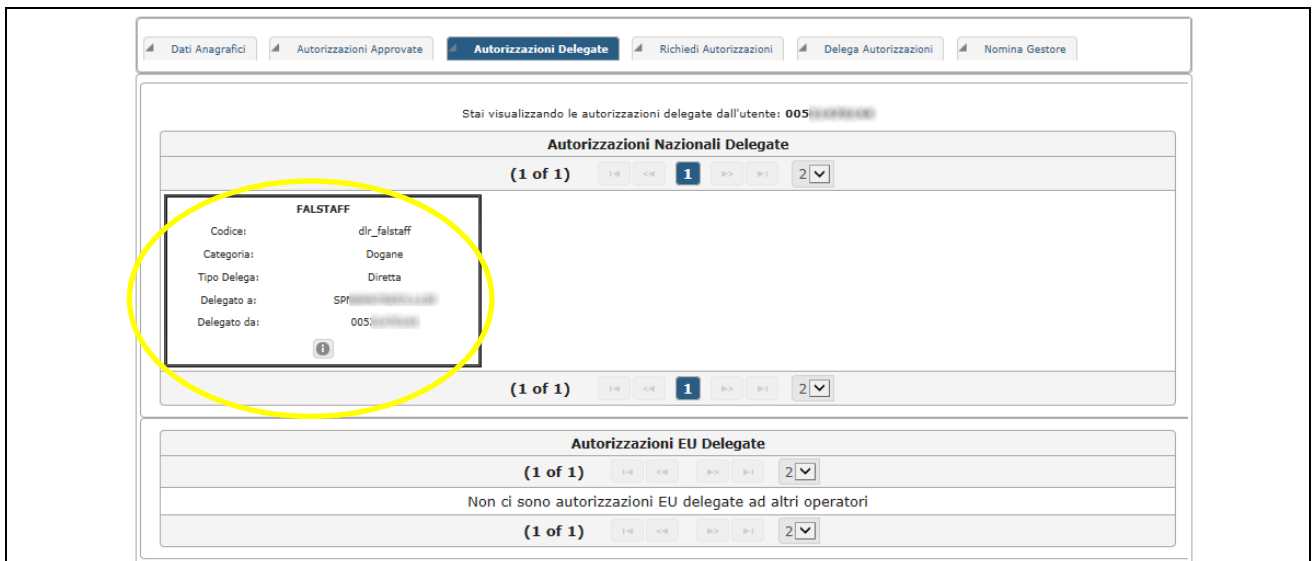 Dati Anagrafici Autorizzazioni Approvate Autorizzazioni Delegate Richiedi Autorizzazioni Delega Autorizzazioni Nomina Gestore
Stai visualizzando le autorizzazioni delegate dall'utente: 005
Autorizzazioni Nazionali Delegate
(1 of 1) 1 2
FALSTAFF
Codice: dlr_falstaff
Categoria: Dogane
Tipo Delega: Diretta
Delegato a:
Delegato da: 005
(1 of 1) 1 2
Autorizzazioni EU Delegate
(1 of 1) 2
Non ci sono autorizzazioni EU delegate ad altri operatori
(1 of 1) 2